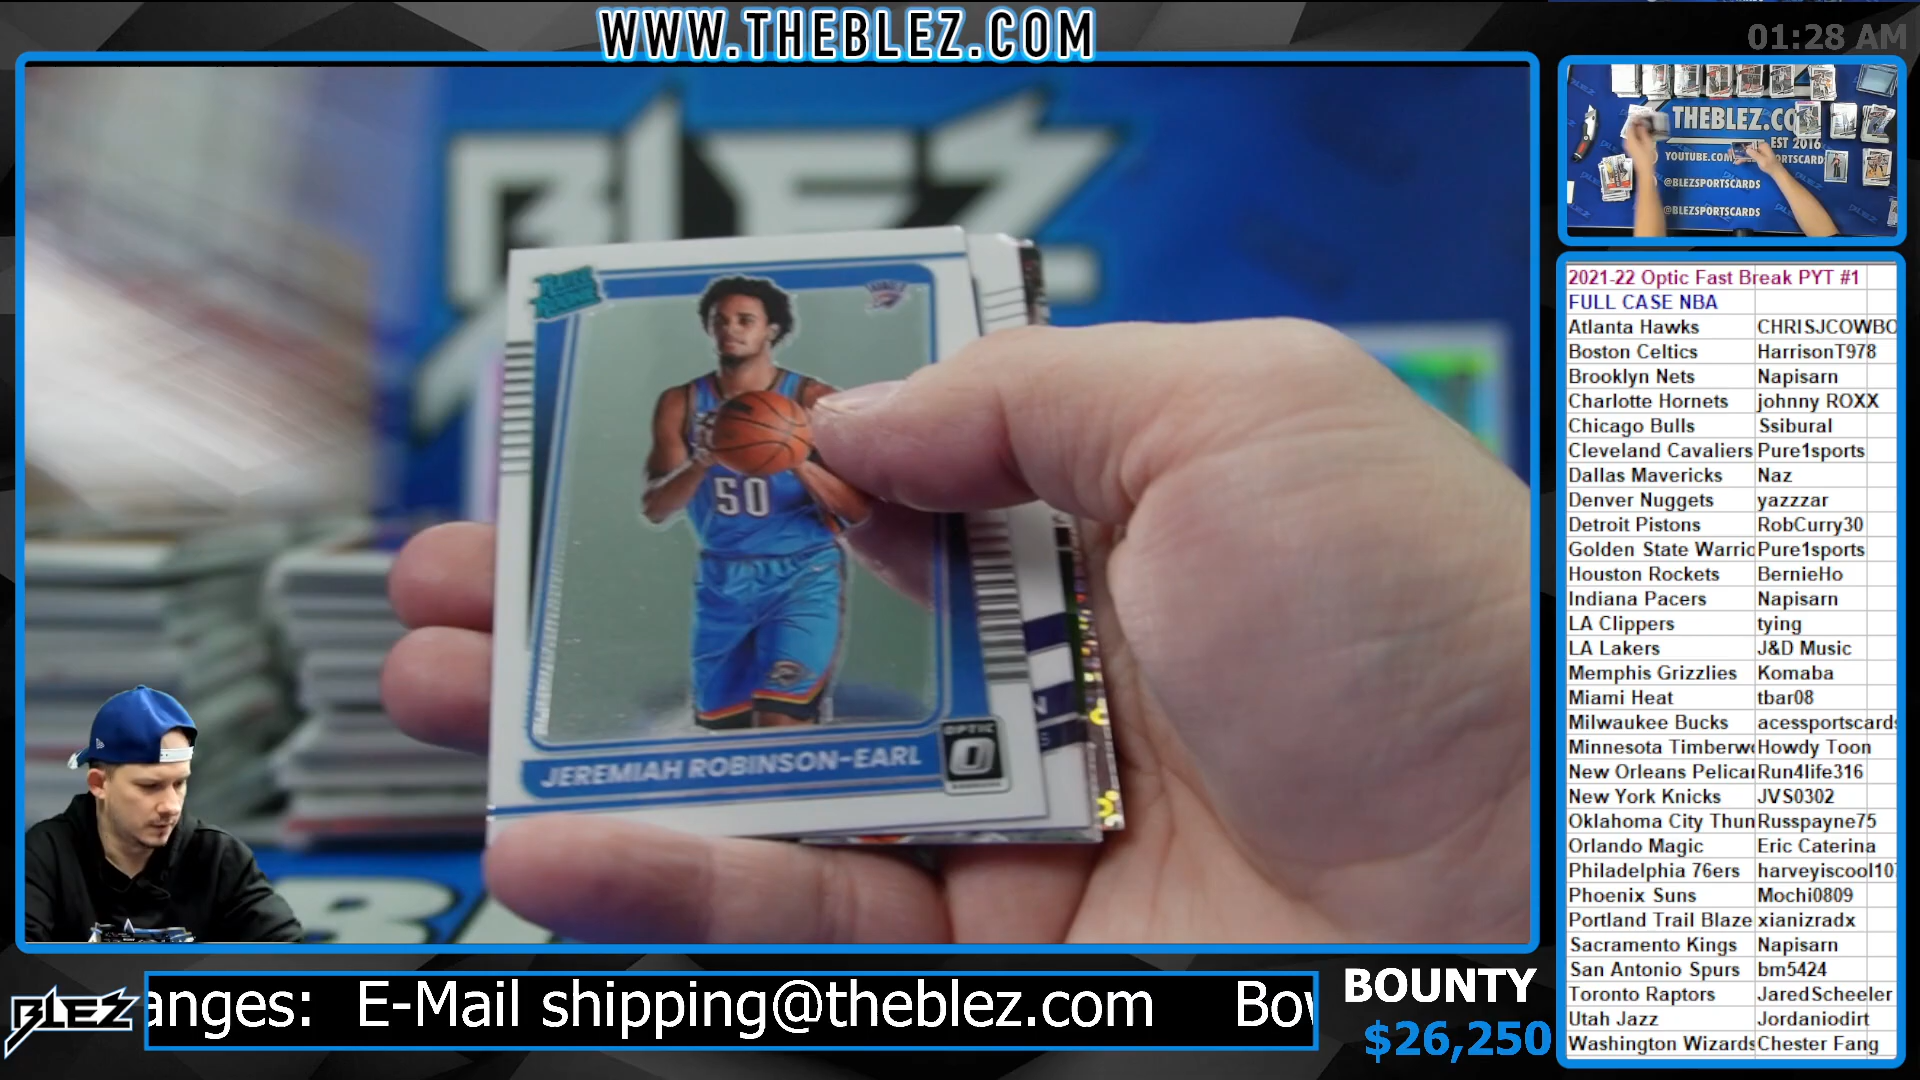 WWW.THEBLEZ.COM
01:28 AM
BLEZ
RATED
ROOKIE
50
JEREMIAH ROBINSON-EARL
OPTIC
THEBLEZ.CO
EST 2016
YOUTUBE.COM
@BLEZSPORTSCARDS
@BLEZSPORTSCARDS
2021-22 Optic Fast Break PYT #1
FULL CASE NBA
Atlanta Hawks CHRISJCOWBO
Boston Celtics HarrisonT978
Brooklyn Nets Napisarn
Charlotte Hornets johnny ROXX
Chicago Bulls Ssibural
Cleveland Cavaliers Pure1sports
Dallas Mavericks Naz
Denver Nuggets yazzzar
Detroit Pistons RobCurry30
Golden State Warrio Pure1sports
Houston Rockets BernieHo
Indiana Pacers Napisarn
LA Clippers tying
LA Lakers J&D Music
Memphis Grizzlies Komaba
Miami Heat tbar08
Milwaukee Bucks acessportscards
Minnesota Timberw Howdy Toon
New Orleans Pelica Run4life316
New York Knicks JVS0302
Oklahoma City Thun Russpayne75
Orlando Magic Eric Caterina
Philadelphia 76ers harveyiscool10
Phoenix Suns Mochi0809
Portland Trail Blaze xianizradx
Sacramento Kings Napisarn
San Antonio Spurs bm5424
Toronto Raptors JaredScheeler
Utah Jazz Jordaniodirt
Washington Wizards Chester Fang
BLEZ
anges: E-Mail shipping@theblez.com Bow
BOUNTY
$26,250